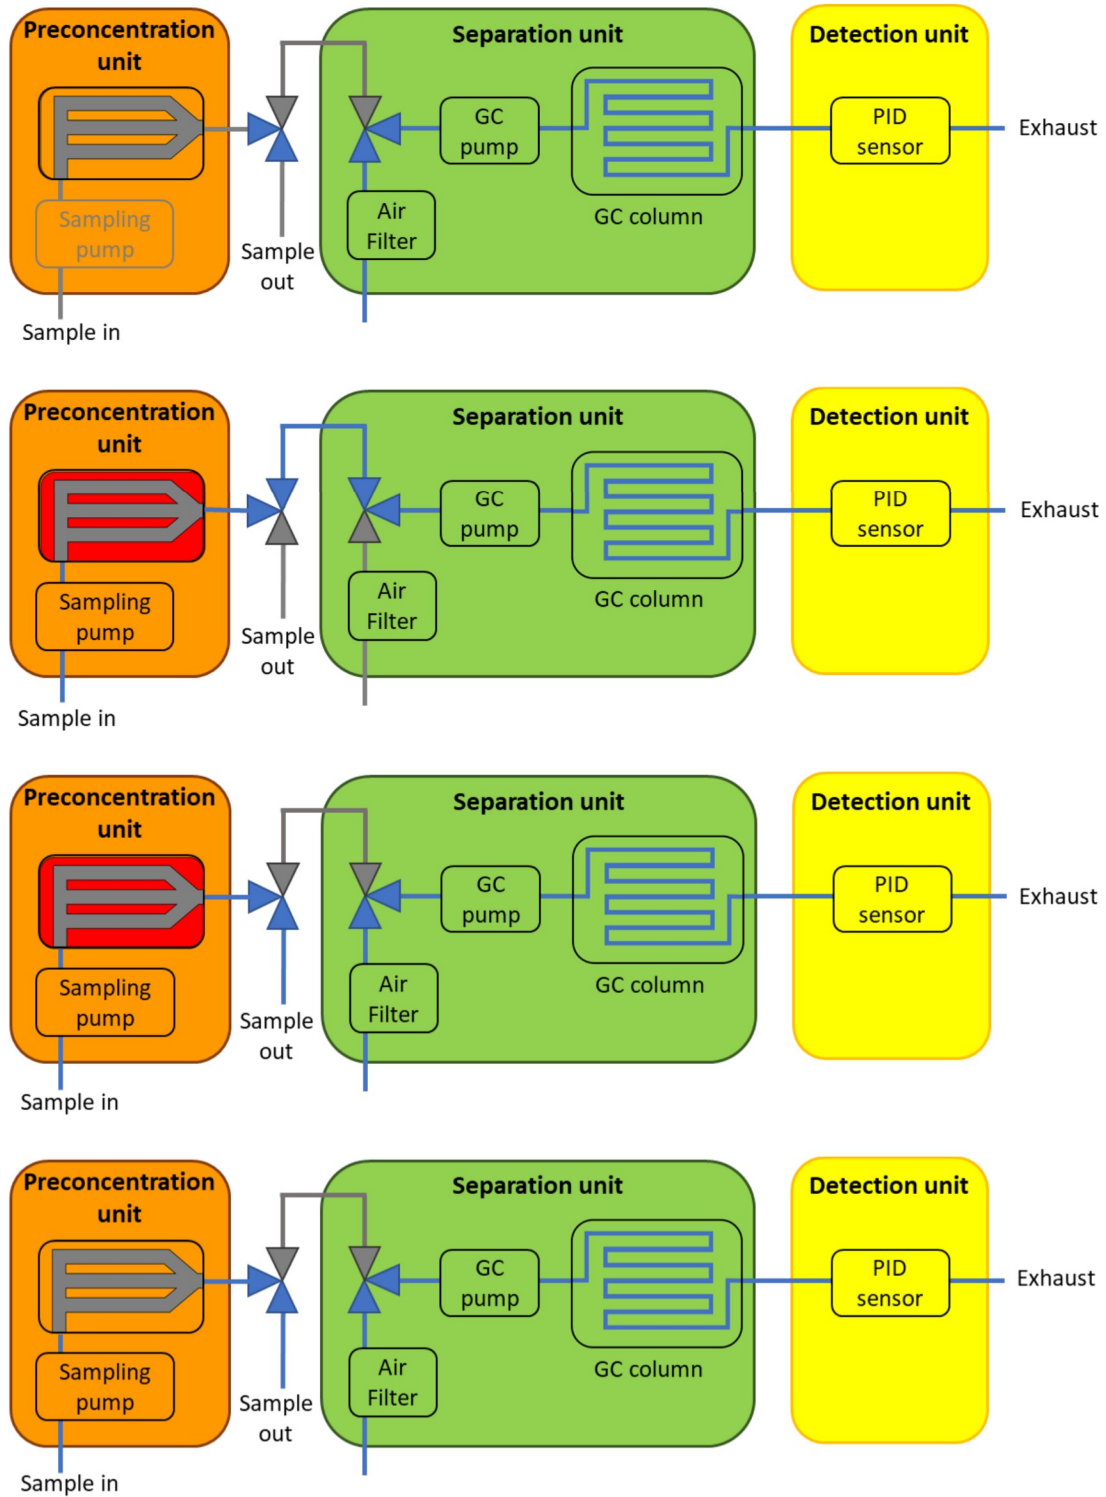 Preconcentration
unit
Separation unit
Detection unit
GC
pump
PID
sensor
Exhaust
Sampling
pump
Air
Filter
GC column
Sample
out
Sample in
Preconcentration
unit
Separation unit
Detection unit
GC
pump
PID
sensor
Exhaust
Sampling
pump
Air
Filter
GC column
Sample
out
Sample in
Preconcentration
unit
Separation unit
Detection unit
GC
pump
PID
sensor
Exhaust
Sampling
pump
Air
Filter
GC column
Sample
out
Sample in
Preconcentration
unit
Separation unit
Detection unit
GC
pump
PID
sensor
Exhaust
Sampling
pump
Air
Filter
GC column
Sample
out
Sample in